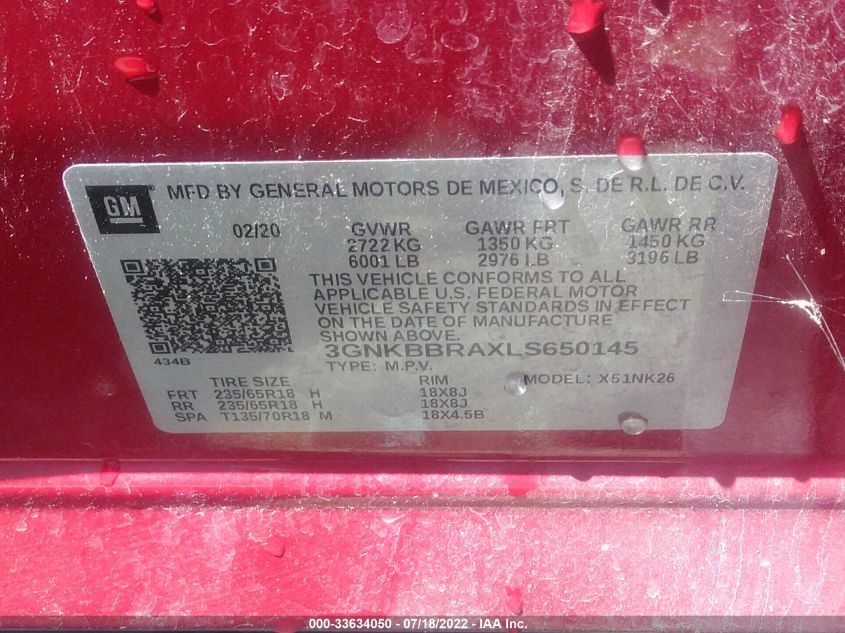 GM MFD BY GENERAL MOTORS DE MEXICO, S. DE R.L. DE C.V.
02/20 GVWR GAWR FRT GAWR RR
2722 KG 1350 KG 1450 KG
6001 LB 2976 LB 3196 LB
THIS VEHICLE CONFORMS TO ALL
APPLICABLE U.S. FEDERAL MOTOR
VEHICLE SAFETY STANDARDS IN EFFECT
ON THE DATE OF MANUFACTURE
SHOWN ABOVE.
434B
3GNKBBRAXLS650145
TYPE: M.P.V. MODEL: X51NK26
TIRE SIZE RIM
FRT 235/65R18 H 18X8J
RR 235/65R18 H 18X8J
SPA T135/70R18 M 18X4.5B
000-33634050 - 07/18/2022 - IAA Inc.